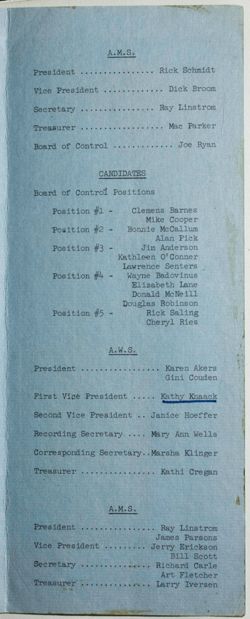 A.M.S.
President ............... Rick Schmidt
Vice President ............ Dick Broom
Secretary ............... Ray Linstrom
Treasurer ................. Mac Parker
Board of Control ............ Joe Ryan
CANDIDATES
Board of Control Positions
Position #1 - Clemens Barnes
Mike Cooper
Position #2 - Bonnie McCallum
Alan Pick
Position #3 - Jim Anderson
Kathleen O'Conner
Lawrence Senters
Position #4 - Wayne Badovinus
Elizabeth Lane
Donald McNeill
Douglas Robinson
Position #5 - Rick Saling
Cheryl Ries
A.W.S.
President ................ Karen Akers
Gini Couden
First Vice President ..... Kathy Knaack
Second Vice President .. Janice Hoeffer
Recording Secretary .... Mary Ann Wells
Corresponding Secretary..Marsha Klinger
Treasurer ................ Kathi Cregan
A.M.S.
President ............... Ray Linstrom
James Parsons
Vice President ......... Jerry Erickson
Bill Scott
Secretary ............... Richard Carle
Art Fletcher
Treasurer ............... Larry Iversen